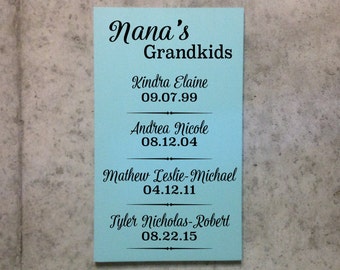 Nana's
Grandkids
Kindra Elaine
09.07.99
Andrea Nicole
08.12.04
Mathew Leslie-Michael
04.12.11
Tyler Nicholas-Robert
08.22.15